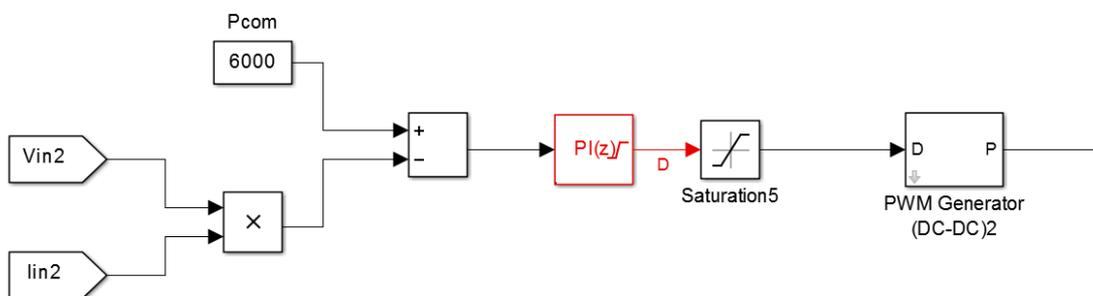 Pcom
6000
Vin2
Iin2
×
+
−
PI(z)
D
Saturation5
D
P
PWM Generator
(DC-DC)2